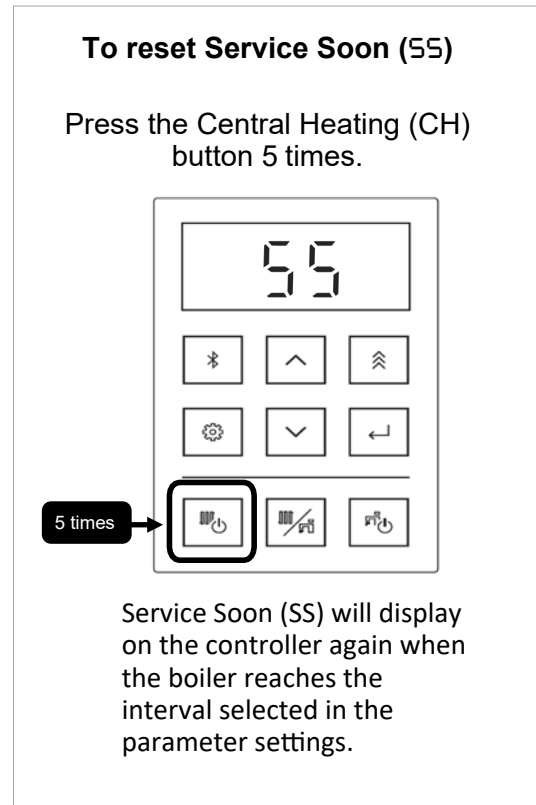 To reset Service Soon (SS)
Press the Central Heating (CH)
button 5 times.
SS
5 times
Service Soon (SS) will display
on the controller again when
the boiler reaches the
interval selected in the
parameter settings.